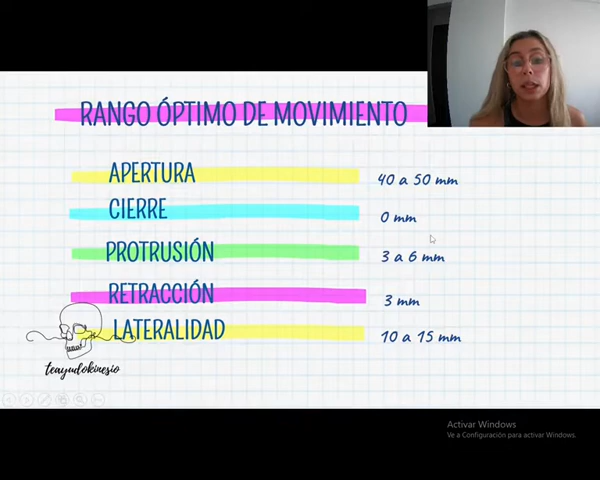 RANGO ÓPTIMO DE MOVIMIENTO
APERTURA 40 a 50 mm
CIERRE 0 mm
PROTRUSIÓN 3 a 6 mm
RETRACCIÓN 3 mm
LATERALIDAD 10 a 15 mm
teayudokinesio
Activar Windows
Ve a Configuración para activar Windows.